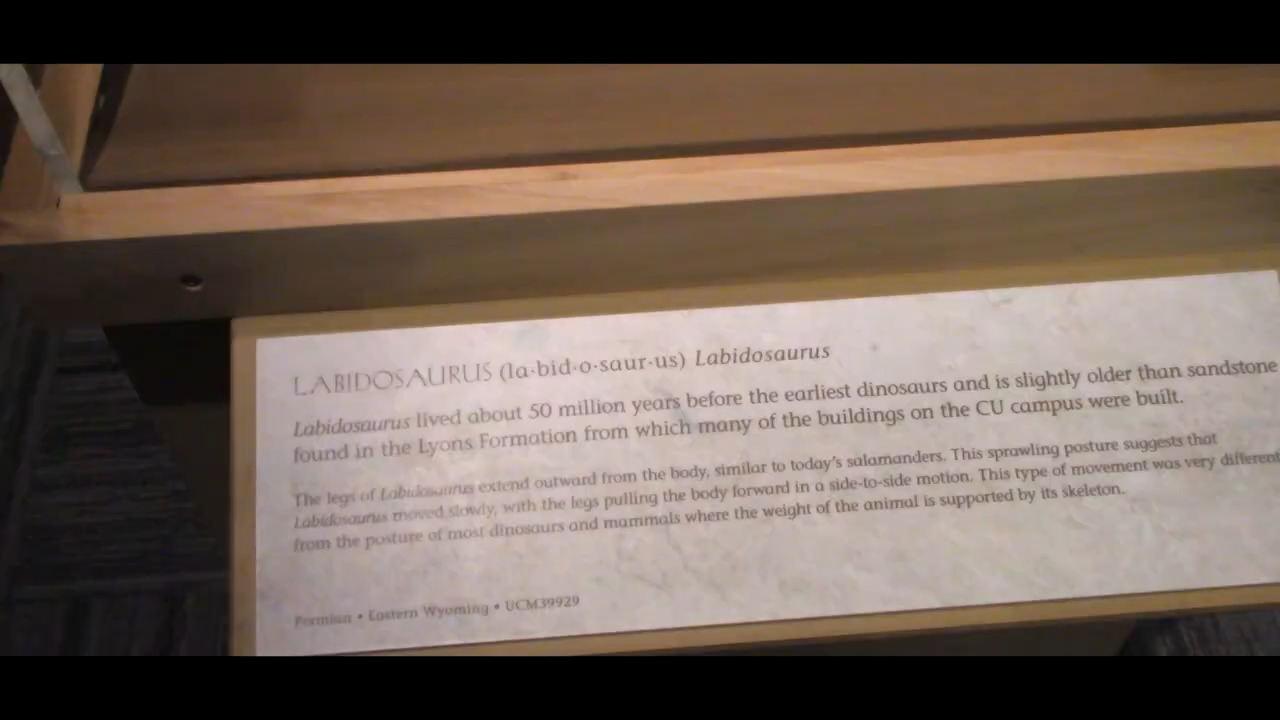 LABIDOSAURUS (la·bid·o·saur·us) Labidosaurus
Labidosaurus lived about 50 million years before the earliest dinosaurs and is slightly older than sandstone
found in the Lyons Formation from which many of the buildings on the CU campus were built.
The legs of Labidosaurus extend outward from the body, similar to today's salamanders. This sprawling posture suggests that
Labidosaurus moved slowly, with the legs pulling the body forward in a side-to-side motion. This type of movement was very different
from the posture of most dinosaurs and mammals where the weight of the animal is supported by its skeleton.
Permian • Eastern Wyoming • UCM39929